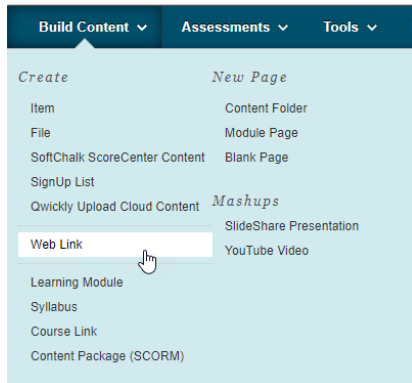 Build Content Assessments Tools
Create
Item
File
SoftChalk ScoreCenter Content
SignUp List
Qwickly Upload Cloud Content
Web Link
Learning Module
Syllabus
Course Link
Content Package (SCORM)
New Page
Content Folder
Module Page
Blank Page
Mashups
SlideShare Presentation
YouTube Video